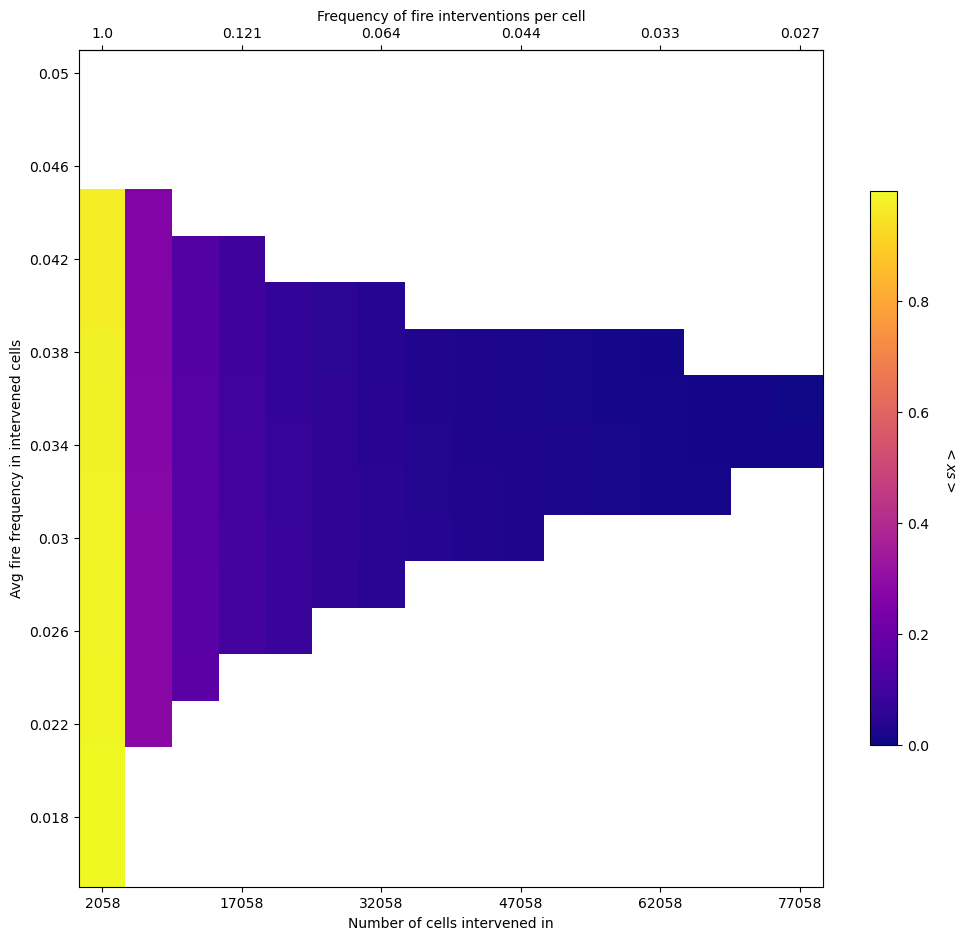 Frequency of fire interventions per cell
1.0 0.121 0.064 0.044 0.033 0.027
0.05
0.046
0.042
0.038
0.034
0.03
0.026
0.022
0.018
Avg fire frequency in intervened cells
2058 17058 32058 47058 62058 77058
Number of cells intervened in
0.8
0.6
0.4
0.2
0.0
< xs >